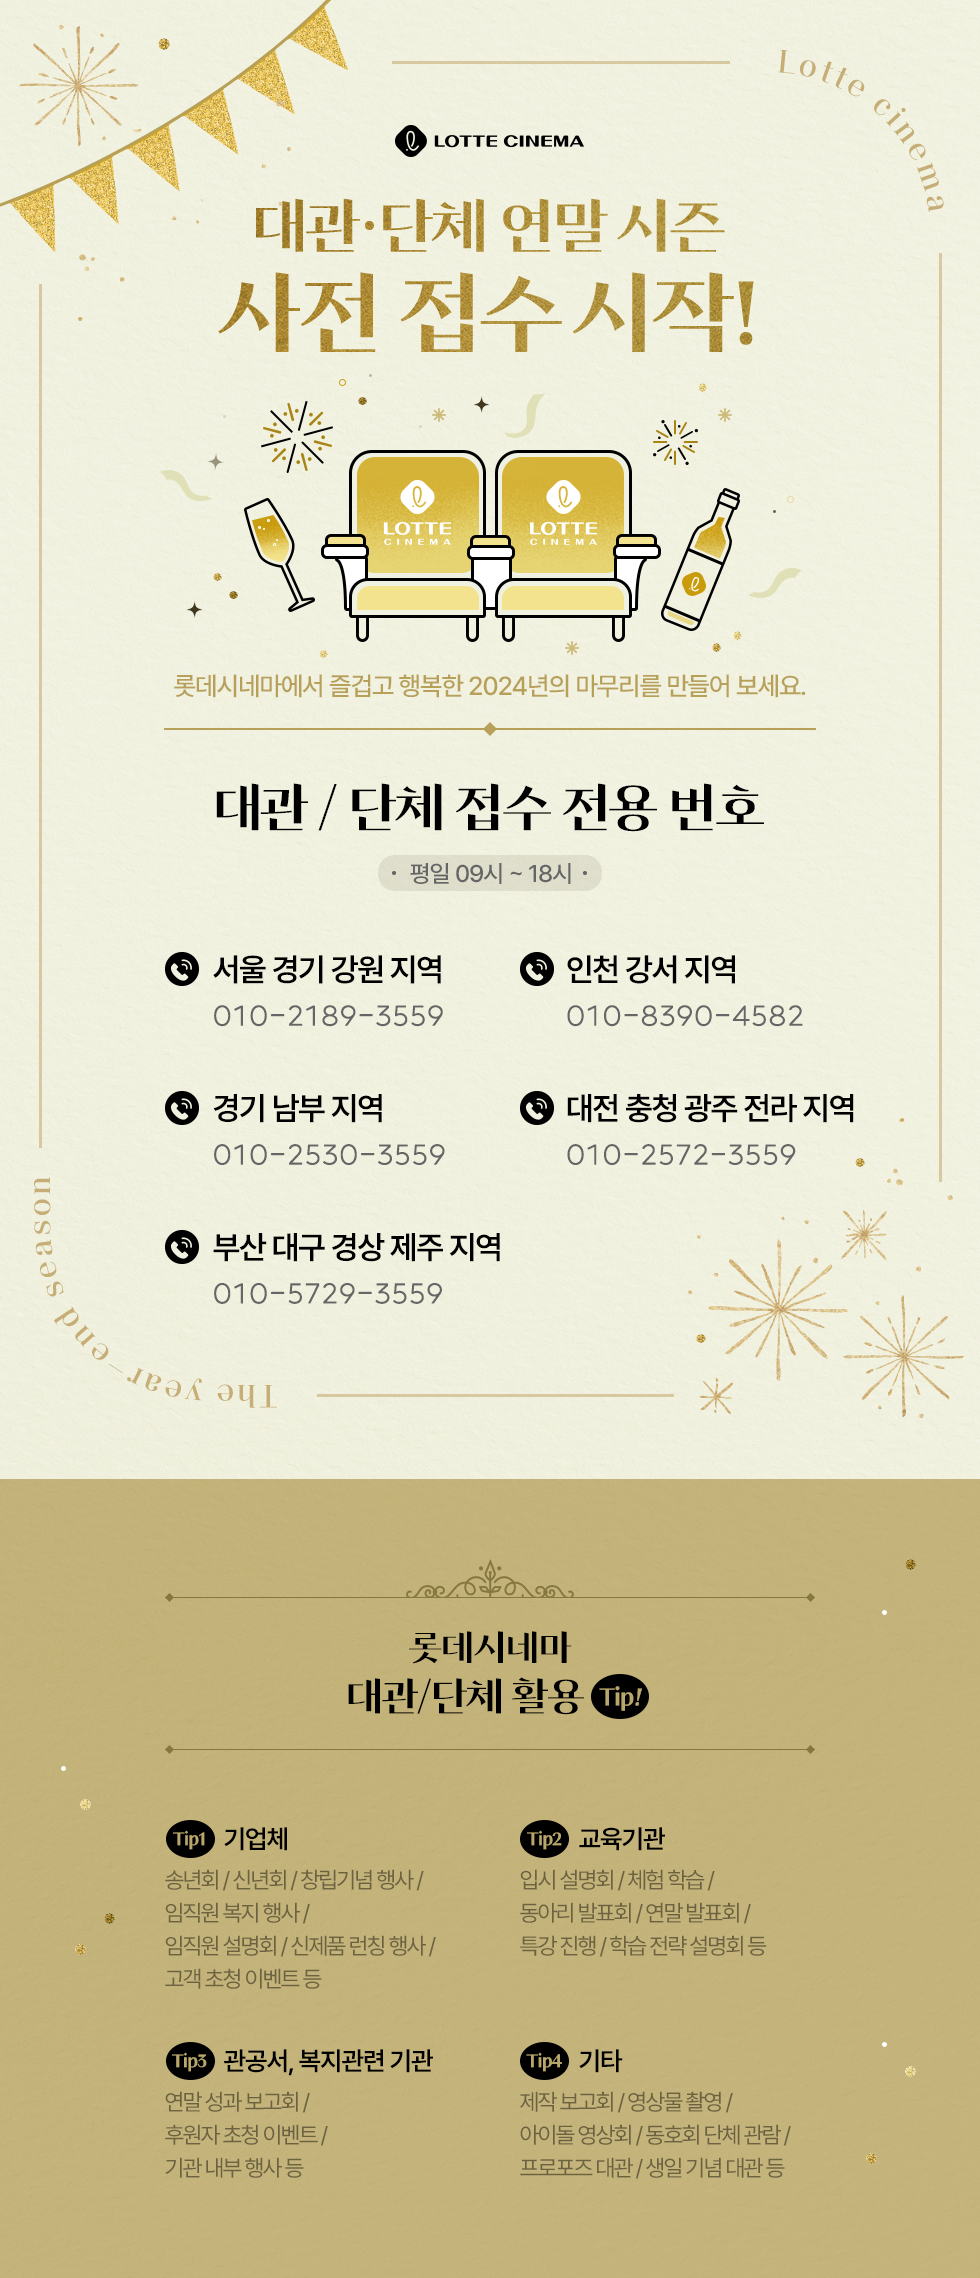 Lotte cinema
LOTTE CINEMA
대관·단체 연말 시즌
사전 접수 시작!
LOTTE
CINEMA
LOTTE
CINEMA
롯데시네마에서 즐겁고 행복한 2024년의 마무리를 만들어 보세요.
대관 / 단체 접수 전용 번호
· 평일 09시 ~ 18시 ·
서울 경기 강원 지역
010-2189-3559
인천 강서 지역
010-8390-4582
경기 남부 지역
010-2530-3559
대전 충청 광주 전라 지역
010-2572-3559
부산 대구 경상 제주 지역
010-5729-3559
The year-end season
롯데시네마
대관/단체 활용 Tip!
Tip1 기업체
송년회 / 신년회 / 창립기념 행사 /
임직원 복지 행사 /
임직원 설명회 / 신제품 런칭 행사 /
고객 초청 이벤트 등
Tip2 교육기관
입시 설명회 / 체험 학습 /
동아리 발표회 / 연말 발표회 /
특강 진행 / 학습 전략 설명회 등
Tip3 관공서, 복지관련 기관
연말 성과 보고회 /
후원자 초청 이벤트 /
기관 내부 행사 등
Tip4 기타
제작 보고회 / 영상물 촬영 /
아이돌 영상회 / 동호회 단체 관람 /
프로포즈 대관 / 생일 기념 대관 등